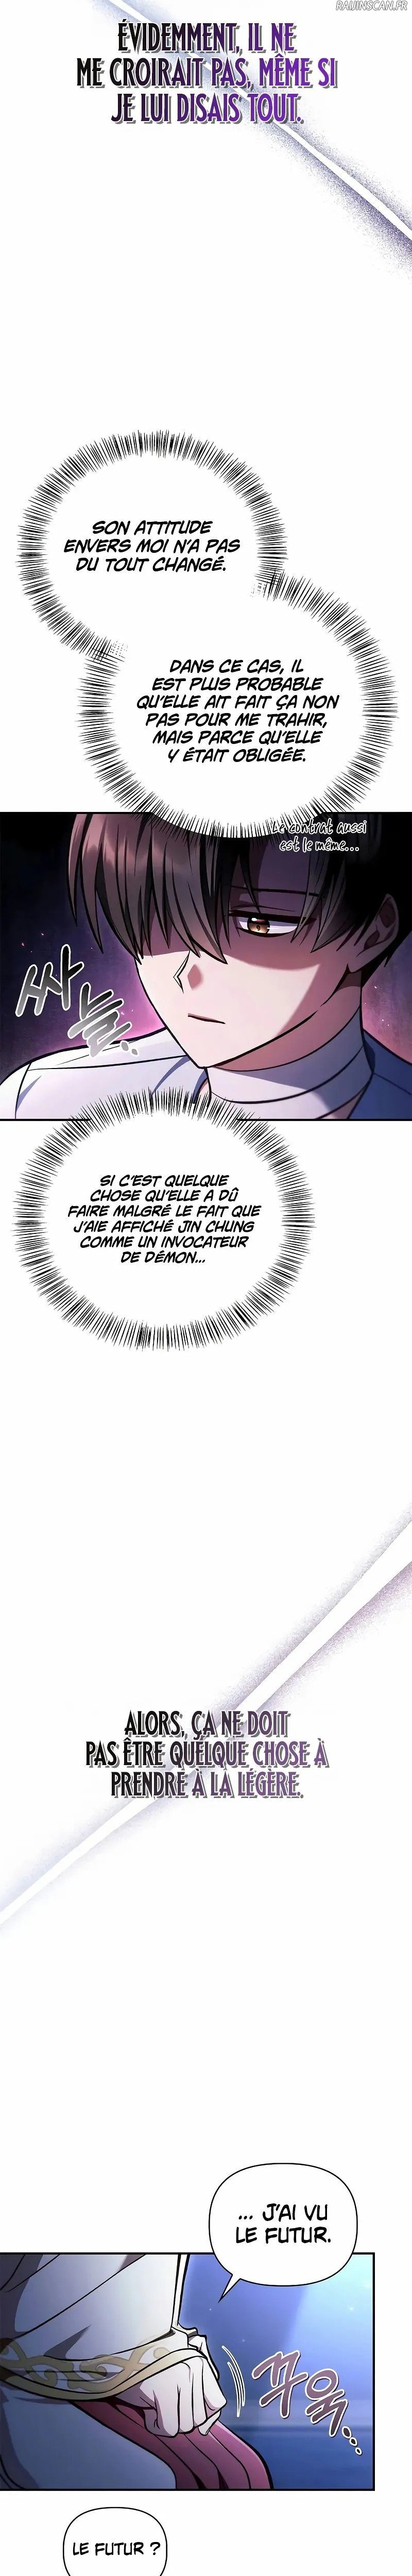 RAIJINSCAN.FR
ÉVIDEMMENT, IL NE
ME CROIRAIT PAS, MÊME SI
JE LUI DISAIS TOUT.
SON ATTITUDE
ENVERS MOI N'A PAS
DU TOUT CHANGÉ.
DANS CE CAS, IL
EST PLUS PROBABLE
QU'ELLE AIT FAIT ÇA NON
PAS POUR ME TRAHIR,
MAIS PARCE QU'ELLE
Y ÉTAIT OBLIGÉE.
Le contrat aussi
est le même...
싸늘...
SI C'EST QUELQUE
CHOSE QU'ELLE A DÛ
FAIRE MALGRÉ LE FAIT QUE
J'AIE AFFICHÉ JIN CHUNG
COMME UN INVOCATEUR
DE DÉMON...
ALORS, ÇA NE DOIT
PAS ÊTRE QUELQUE CHOSE À
PRENDRE À LA LÉGÈRE.
... J'AI VU
LE FUTUR.
꾸욱...
LE FUTUR ?